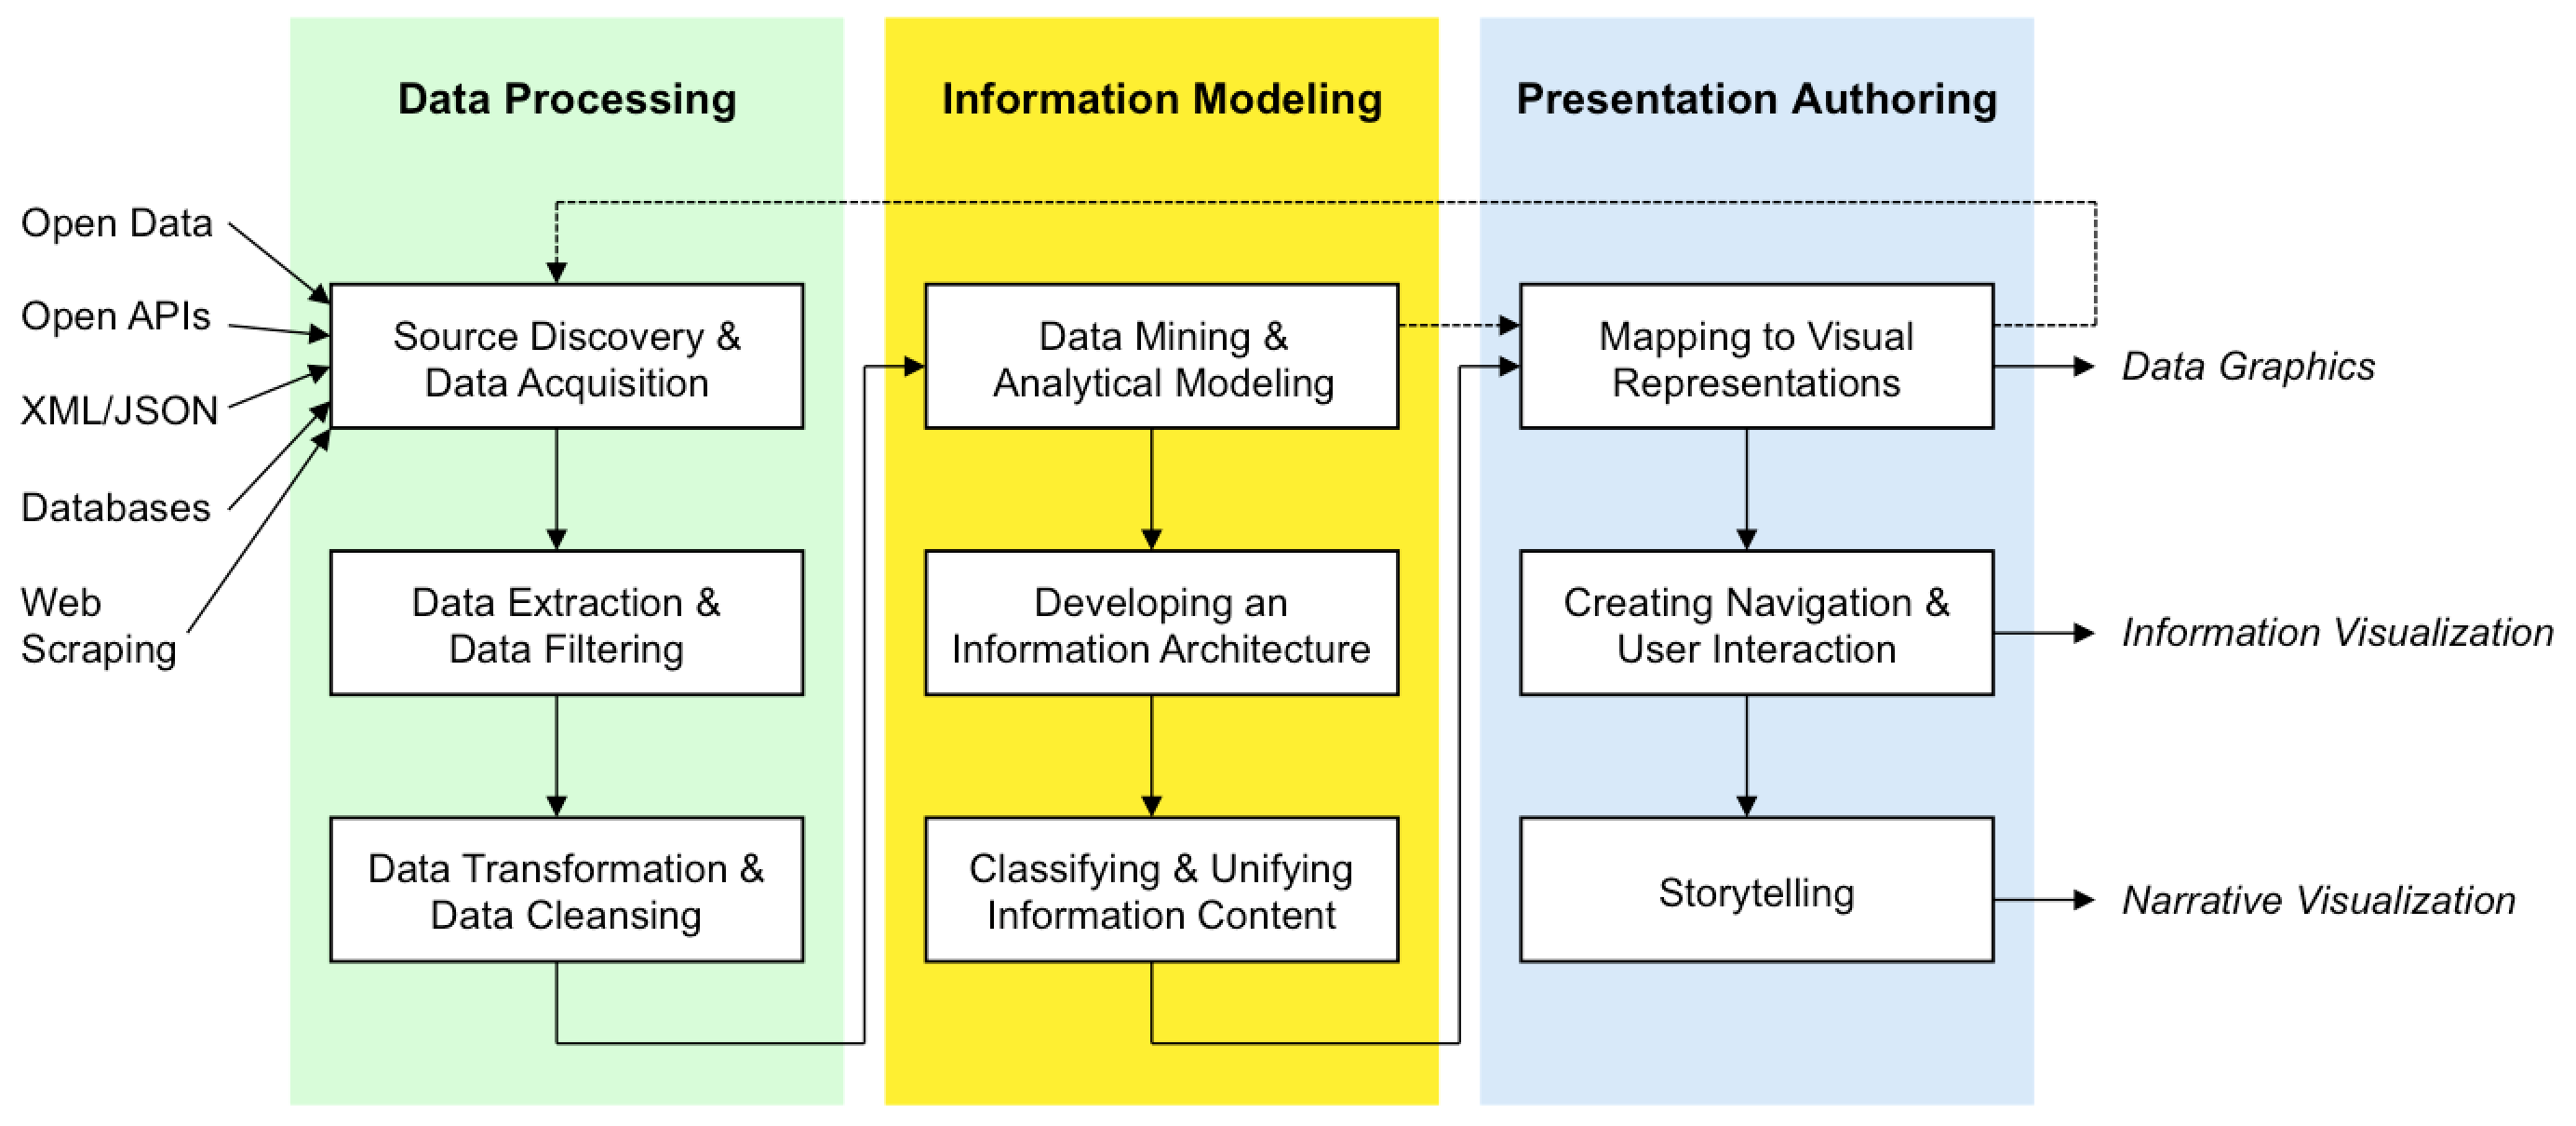 Data Processing
Information Modeling
Presentation Authoring
Open Data
Open APIs
XML/JSON
Databases
Web
Scraping
Source Discovery &
Data Acquisition
Data Extraction &
Data Filtering
Data Transformation &
Data Cleansing
Data Mining &
Analytical Modeling
Developing an
Information Architecture
Classifying & Unifying
Information Content
Mapping to Visual
Representations
Creating Navigation &
User Interaction
Storytelling
Data Graphics
Information Visualization
Narrative Visualization